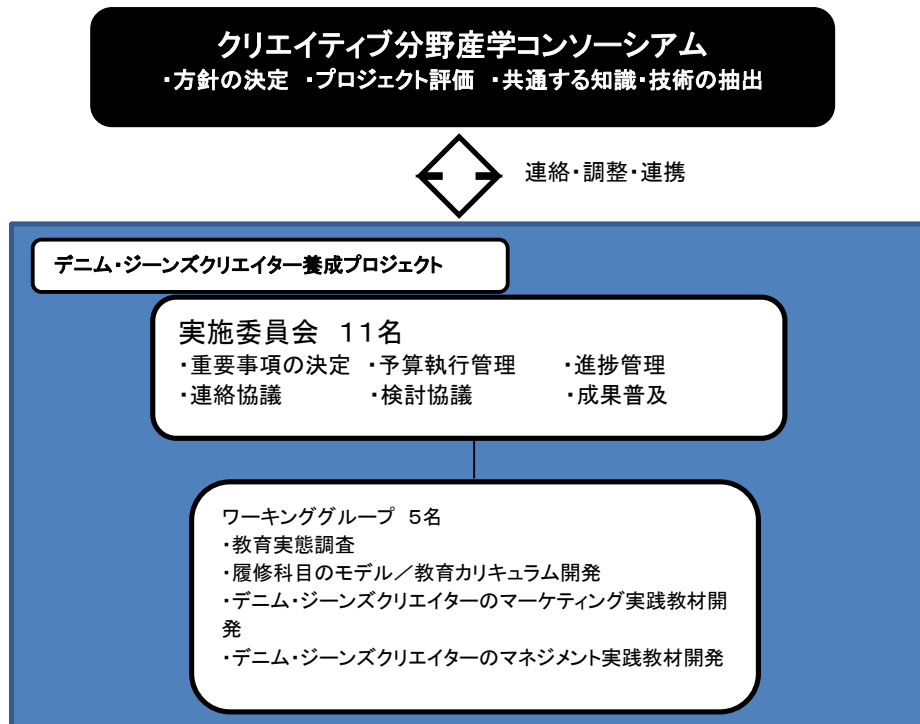 クリエイティブ分野産学コンソーシアム
・方針の決定 ・プロジェクト評価 ・共通する知識・技術の抽出
連絡・調整・連携
デニム・ジーンズクリエイター養成プロジェクト
実施委員会 11名
・重要事項の決定 ・予算執行管理 ・進捗管理
・連絡協議 ・検討協議 ・成果普及
ワーキンググループ 5名
・教育実態調査
・履修科目のモデル／教育カリキュラム開発
・デニム・ジーンズクリエイターのマーケティング実践教材開
発
・デニム・ジーンズクリエイターのマネジメント実践教材開発